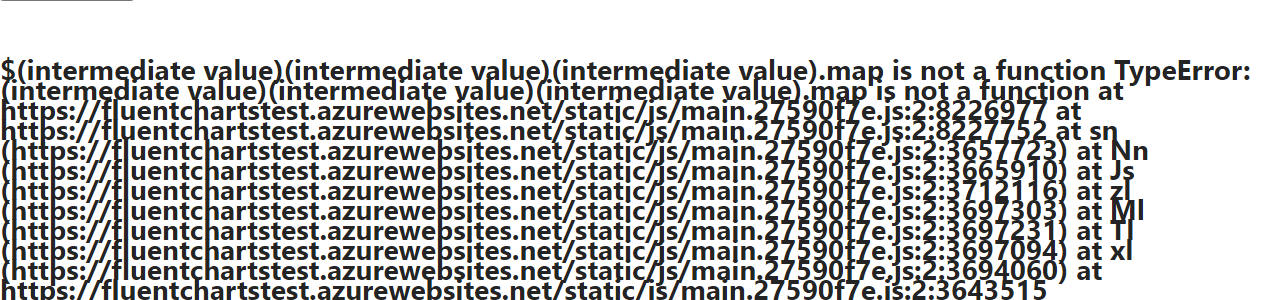 $(intermediate value)(intermediate value)(intermediate value).map is not a function TypeError:
(intermediate value)(intermediate value)(intermediate value).map is not a function at
https://fluentchartstest.azurewebsites.net/static/js/main.27590f7e.js:2:8226977 at
https://fluentchartstest.azurewebsites.net/static/js/main.27590f7e.js:2:8227752 at sn
(https://fluentchartstest.azurewebsites.net/static/js/main.27590f7e.js:2:3657723) at Nn
(https://fluentchartstest.azurewebsites.net/static/js/main.27590f7e.js:2:3665910) at Js
(https://fluentchartstest.azurewebsites.net/static/js/main.27590f7e.js:2:3712116) at zl
(https://fluentchartstest.azurewebsites.net/static/js/main.27590f7e.js:2:3697303) at Ml
(https://fluentchartstest.azurewebsites.net/static/js/main.27590f7e.js:2:3697231) at Tl
(https://fluentchartstest.azurewebsites.net/static/js/main.27590f7e.js:2:3697094) at xl
(https://fluentchartstest.azurewebsites.net/static/js/main.27590f7e.js:2:3694060) at
https://fluentchartstest.azurewebsites.net/static/js/main.27590f7e.js:2:3643515